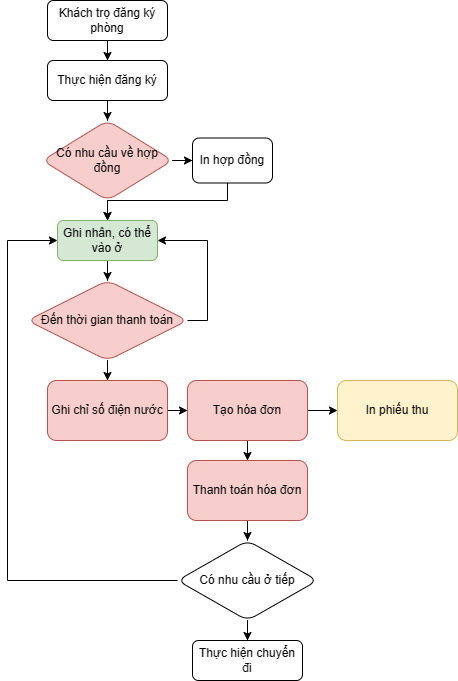 Khách trọ đăng ký
phòng
Thực hiện đăng ký
Có nhu cầu về hợp
đồng
In hợp đồng
Ghi nhân, có thể
vào ở
Đến thời gian thanh toán
Ghi chỉ số điện nước
Tạo hóa đơn
In phiếu thu
Thanh toán hóa đơn
Có nhu cầu ở tiếp
Thực hiện chuyển
đi